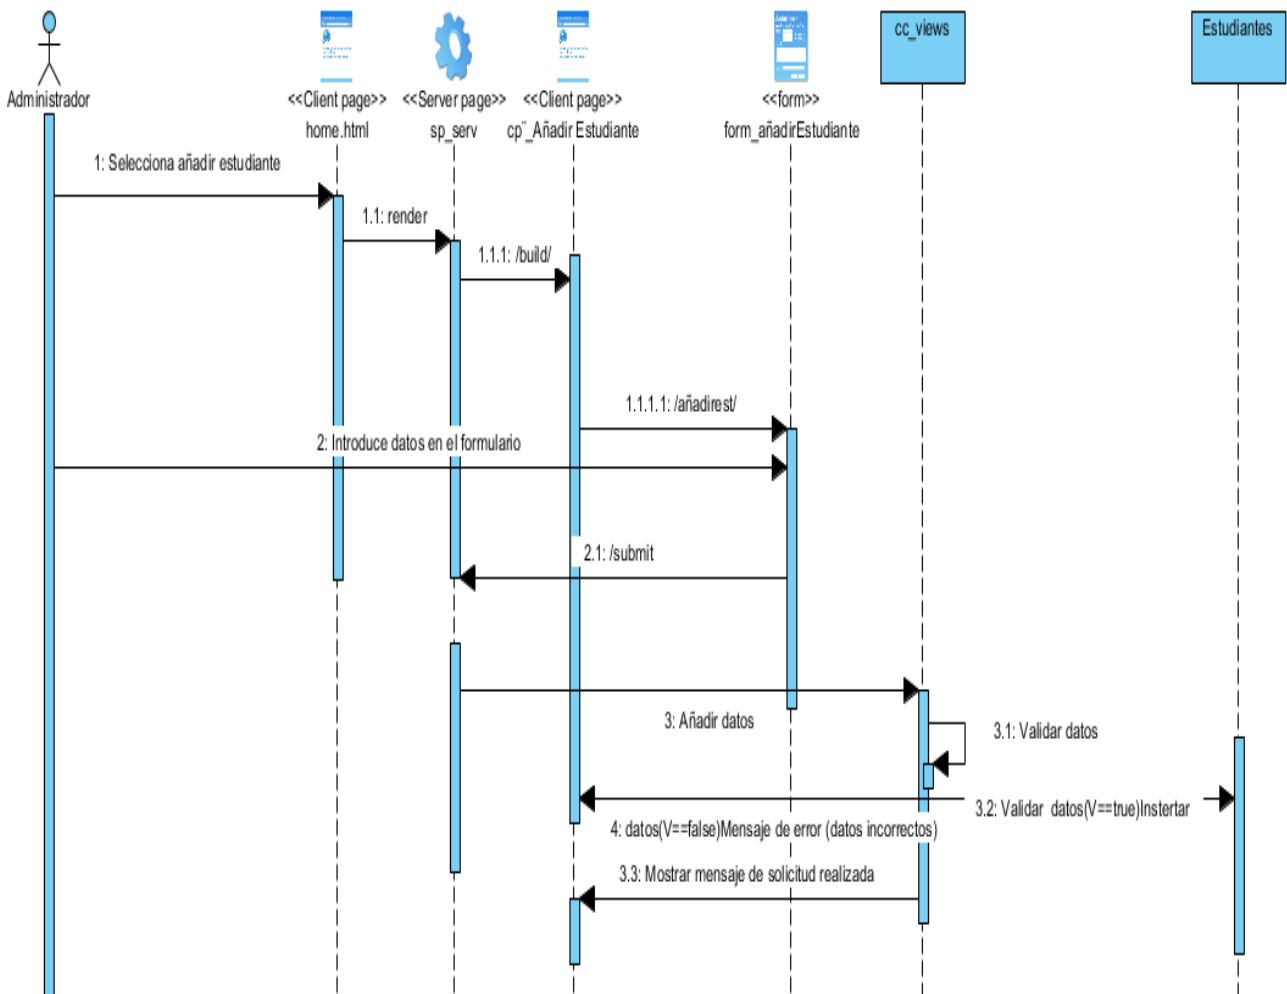 cc_views
Estudiantes
Administrador
<<Client page>>
home.html
<<Server page>>
sp_serv
<<Client page>>
cp¨_Añadir Estudiante
<<form>>
form_añadirEstudiante
1: Selecciona añadir estudiante
1.1: render
1.1.1: /build/
1.1.1.1: /añadirest/
2: Introduce datos en el formulario
2.1: /submit
3: Añadir datos
3.1: Validar datos
3.2: Validar datos(V==true)Instertar
4: datos(V==false)Mensaje de error (datos incorrectos)
3.3: Mostrar mensaje de solicitud realizada